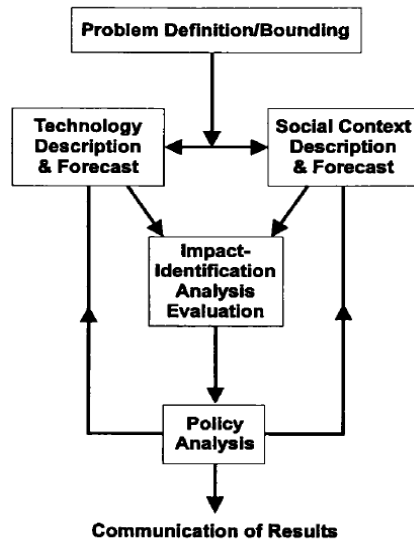 Problem Definition/Bounding
Technology
Description
& Forecast
Social Context
Description
& Forecast
Impact-
Identification
Analysis
Evaluation
Policy
Analysis
Communication of Results